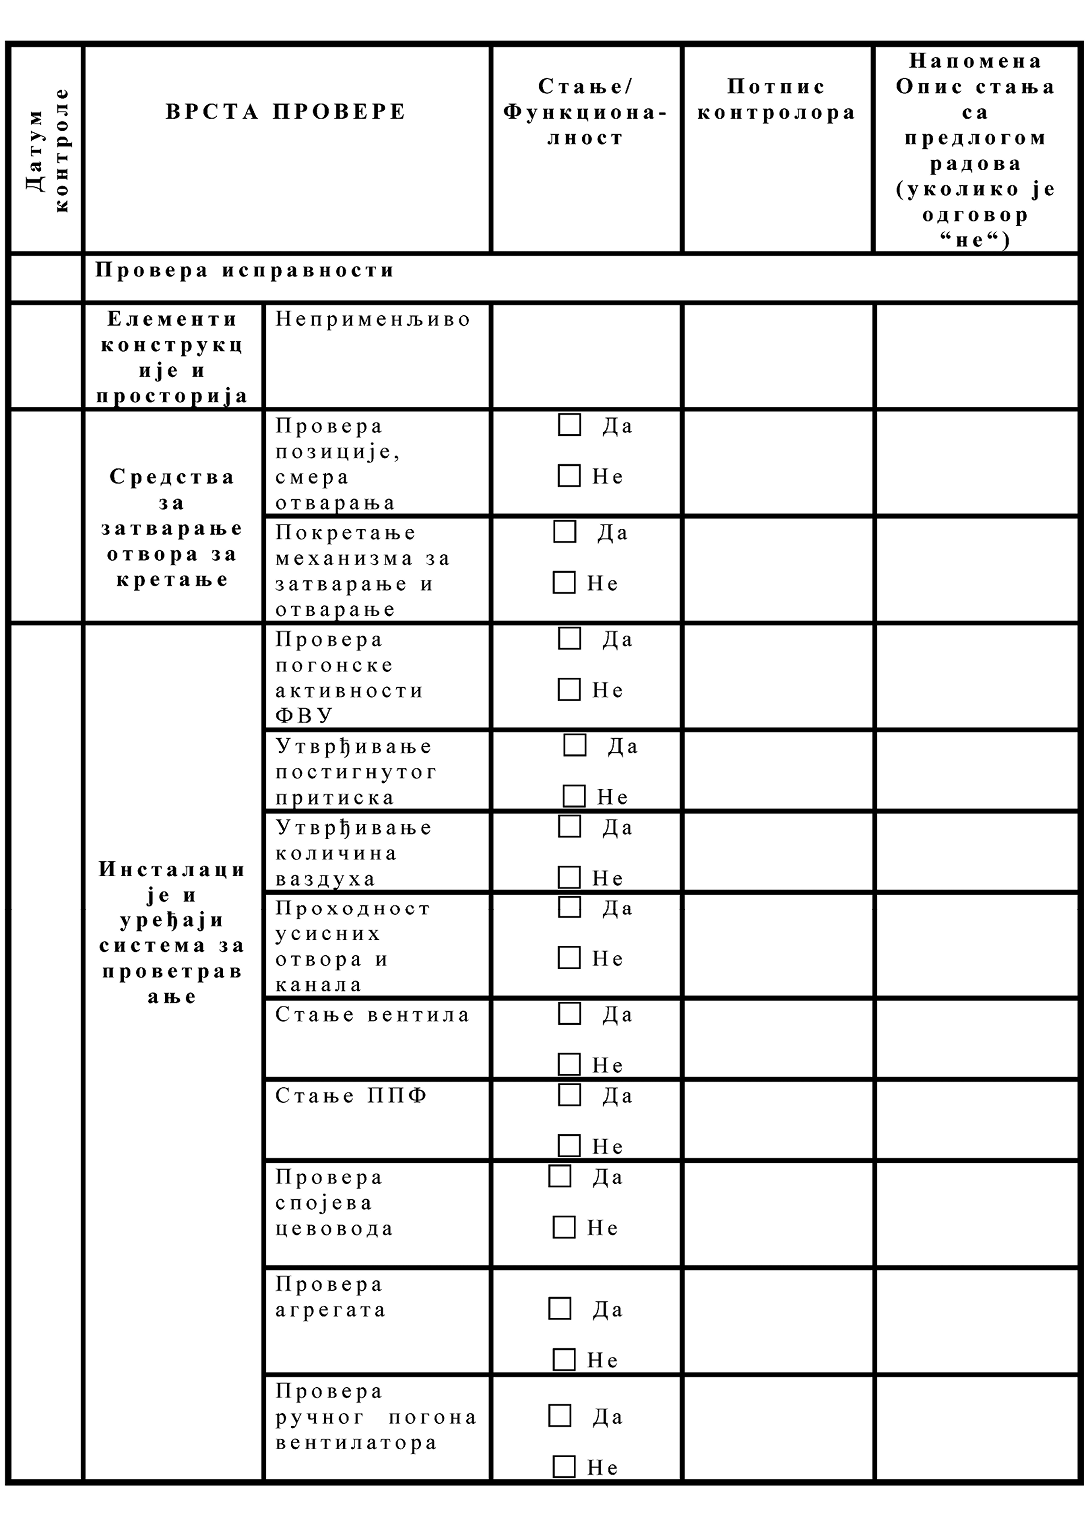 Датум
контроле
ВРСТА ПРОВЕРЕ
Стање/
Функциона-
лност
Потпис
контролора
Напомена
Опис стања
са
предлогом
радова
(уколико је
одговор
“не“)
Провера исправности
Елементи
конструкц
ије и
просторија
Неприменљиво
Средства
за
затварање
отвора за
кретање
Провера
позиције,
смера
отварања
Да
Не
Покретање
механизма за
затварање и
отварање
Да
Не
Инсталаци
је и
уређаји
система за
проветрав
ање
Провера
погонске
активности
ФВУ
Да
Не
Утврђивање
постигнутог
притиска
Да
Не
Утврђивање
количина
ваздуха
Да
Не
Проходност
усисних
отвора и
канала
Да
Не
Стање вентила
Да
Не
Стање ППФ
Да
Не
Провера
спојева
цевовода
Да
Не
Провера
агрегата
Да
Не
Провера
ручног погона
вентилатора
Да
Не